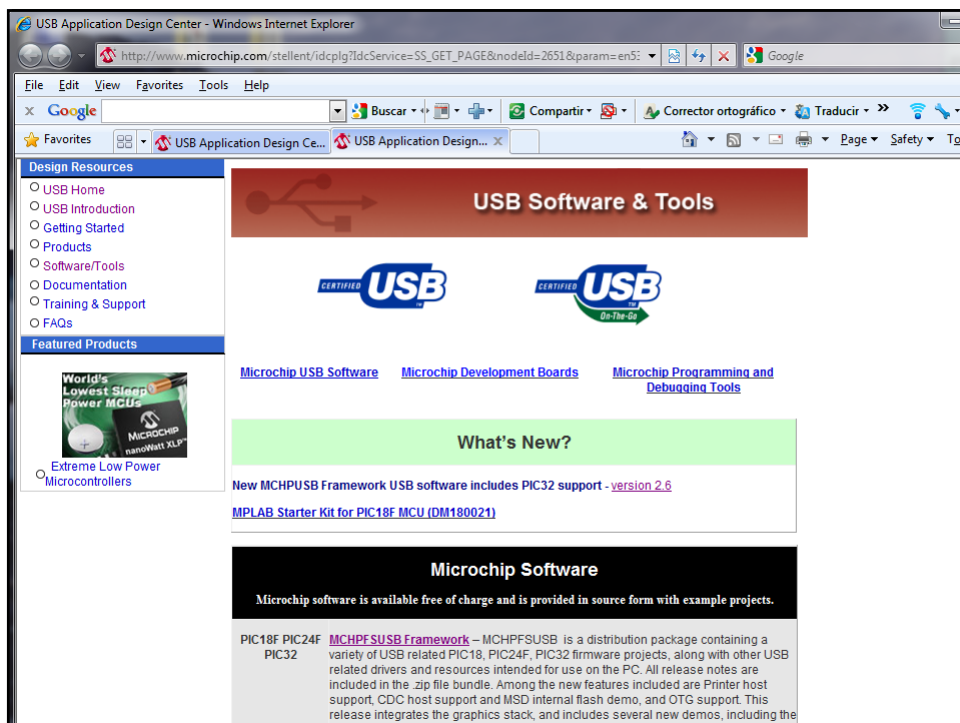 USB Application Design Center - Windows Internet Explorer
http://www.microchip.com/stellent/idcplg?IdcService=SS_GET_PAGE&nodeId=2651&param=en53
Google
File Edit View Favorites Tools Help
x Google Buscar Compartir Corrector ortográfico Traducir »
Favorites USB Application Design Ce... USB Application Design... X Page Safety To
Design Resources
USB Home
USB Introduction
Getting Started
Products
Software/Tools
Documentation
Training & Support
FAQs
Featured Products
World's
Lowest Sleep
Power MCUs
MICROCHIP
nanoWatt XLP™
Extreme Low Power
Microcontrollers
USB Software & Tools
CERTIFIED USB ™
CERTIFIED USB ™
On-The-Go
Microchip USB Software Microchip Development Boards Microchip Programming and
Debugging Tools
What's New?
New MCHPUSB Framework USB software includes PIC32 support - version 2.6
MPLAB Starter Kit for PIC18F MCU (DM180021)
Microchip Software
Microchip software is available free of charge and is provided in source form with example projects.
PIC18F PIC24F MCHPFSUSB Framework – MCHPFSUSB is a distribution package containing a
PIC32 variety of USB related PIC18, PIC24F, PIC32 firmware projects, along with other USB
related drivers and resources intended for use on the PC. All release notes are
included in the .zip file bundle. Among the new features included are Printer host
support, CDC host support and MSD internal flash demo, and OTG support. This
release integrates the graphics stack, and includes several new demos, including the